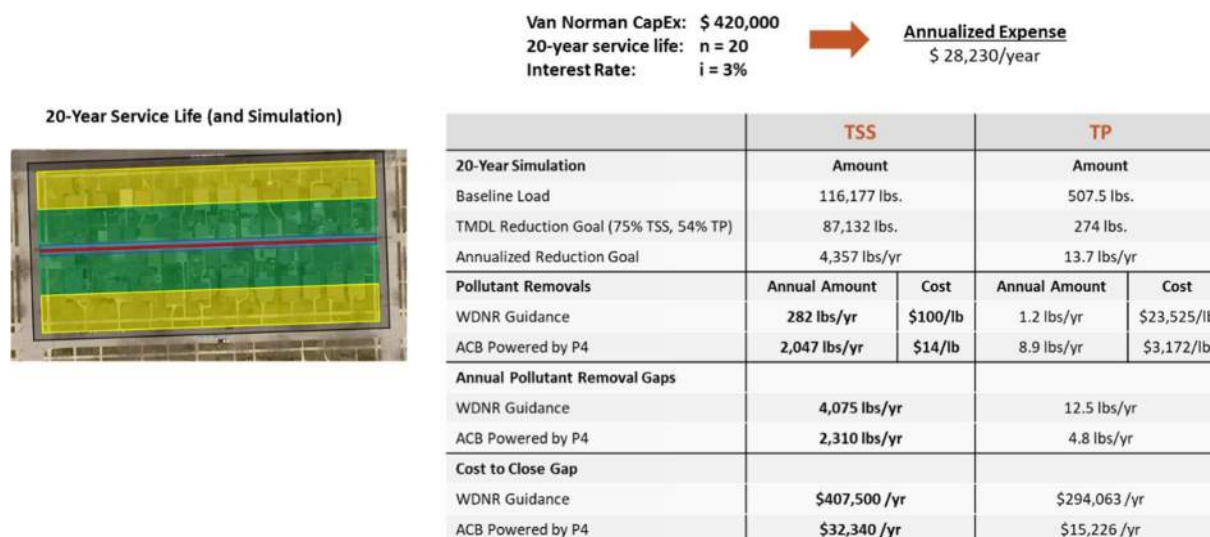 Van Norman CapEx: $ 420,000
20-year service life: n = 20
Interest Rate: i = 3%
Annualized Expense
$ 28,230/year
20-Year Service Life (and Simulation)
TSS TP
20-Year Simulation Amount Amount
Baseline Load 116,177 lbs. 507.5 lbs.
TMDL Reduction Goal (75% TSS, 54% TP) 87,132 lbs. 274 lbs.
Annualized Reduction Goal 4,357 lbs/yr 13.7 lbs/yr
Pollutant Removals Annual Amount Cost Annual Amount Cost
WDNR Guidance 282 lbs/yr $100/lb 1.2 lbs/yr $23,525/lb
ACB Powered by P4 2,047 lbs/yr $14/lb 8.9 lbs/yr $3,172/lb
Annual Pollutant Removal Gaps
WDNR Guidance 4,075 lbs/yr 12.5 lbs/yr
ACB Powered by P4 2,310 lbs/yr 4.8 lbs/yr
Cost to Close Gap
WDNR Guidance $407,500 /yr $294,063 /yr
ACB Powered by P4 $32,340 /yr $15,226 /yr